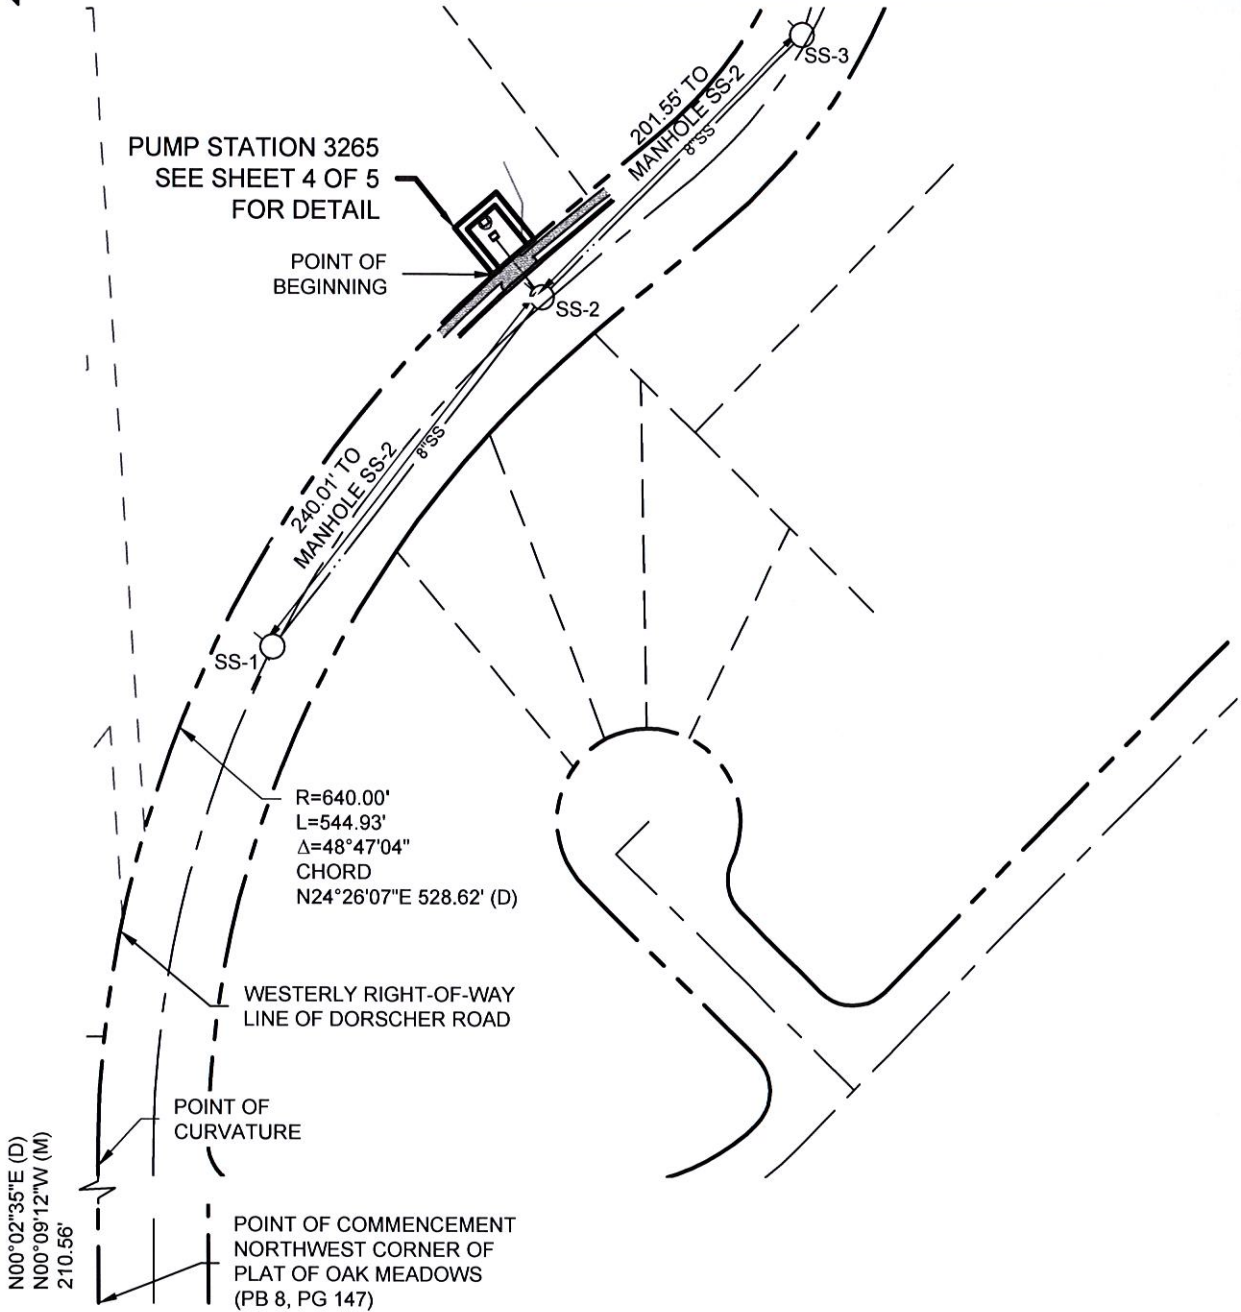 SS-3
201.55' TO
MANHOLE SS-2
8"SS
PUMP STATION 3265
SEE SHEET 4 OF 5
FOR DETAIL
POINT OF
BEGINNING
SS-2
240.01' TO
MANHOLE SS-2
8"SS
SS-1
R=640.00'
L=544.93'
Δ=48°47'04"
CHORD
N24°26'07"E 528.62' (D)
WESTERLY RIGHT-OF-WAY
LINE OF DORSCHER ROAD
POINT OF
CURVATURE
N00°02"35"E (D)
N00°09'12"W (M)
210.56'
POINT OF COMMENCEMENT
NORTHWEST CORNER OF
PLAT OF OAK MEADOWS
(PB 8, PG 147)